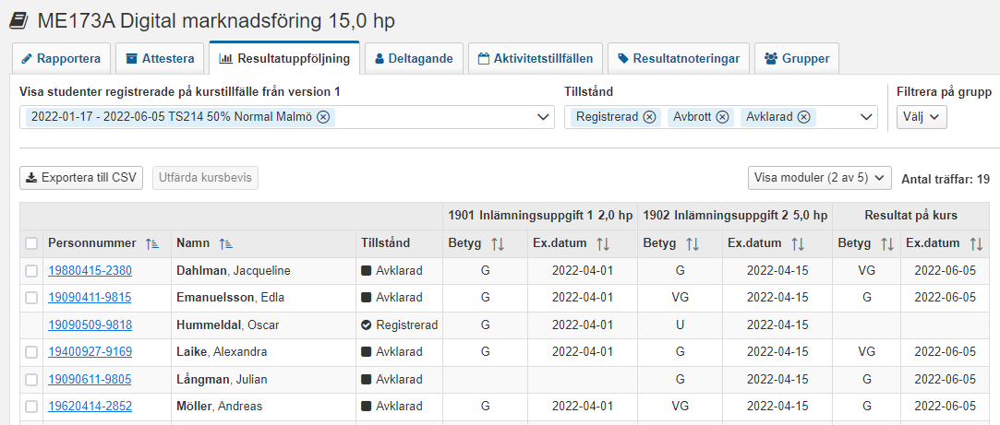 ME173A Digital marknadsföring 15,0 hp
Rapportera Attestera Resultatuppföljning Deltagande Aktivitetstillfällen Resultatnoteringar Grupper
Visa studenter registrerade på kurstillfälle från version 1 Tillstånd Filtrera på grupp
2022-01-17 - 2022-06-05 TS214 50% Normal Malmö Registrerad Avbrott Avklarad Välj
Exportera till CSV Utfärda kursbevis Visa moduler (2 av 5) Antal träffar: 19
1901 Inlämningsuppgift 1 2,0 hp 1902 Inlämningsuppgift 2 5,0 hp Resultat på kurs
Personnummer Namn Tillstånd Betyg Ex.datum Betyg Ex.datum Betyg Ex.datum
19880415-2380 Dahlman, Jacqueline Avklarad G 2022-04-01 G 2022-04-15 VG 2022-06-05
19090411-9815 Emanuelsson, Edla Avklarad G 2022-04-01 VG 2022-04-15 G 2022-06-05
19090509-9818 Hummeldal, Oscar Registrerad G 2022-04-01 U 2022-04-15
19400927-9169 Laike, Alexandra Avklarad G 2022-04-01 G 2022-04-15 VG 2022-06-05
19090611-9805 Långman, Julian Avklarad G 2022-04-15 G 2022-06-05
19620414-2852 Möller, Andreas Avklarad G 2022-04-01 VG 2022-04-15 G 2022-06-05